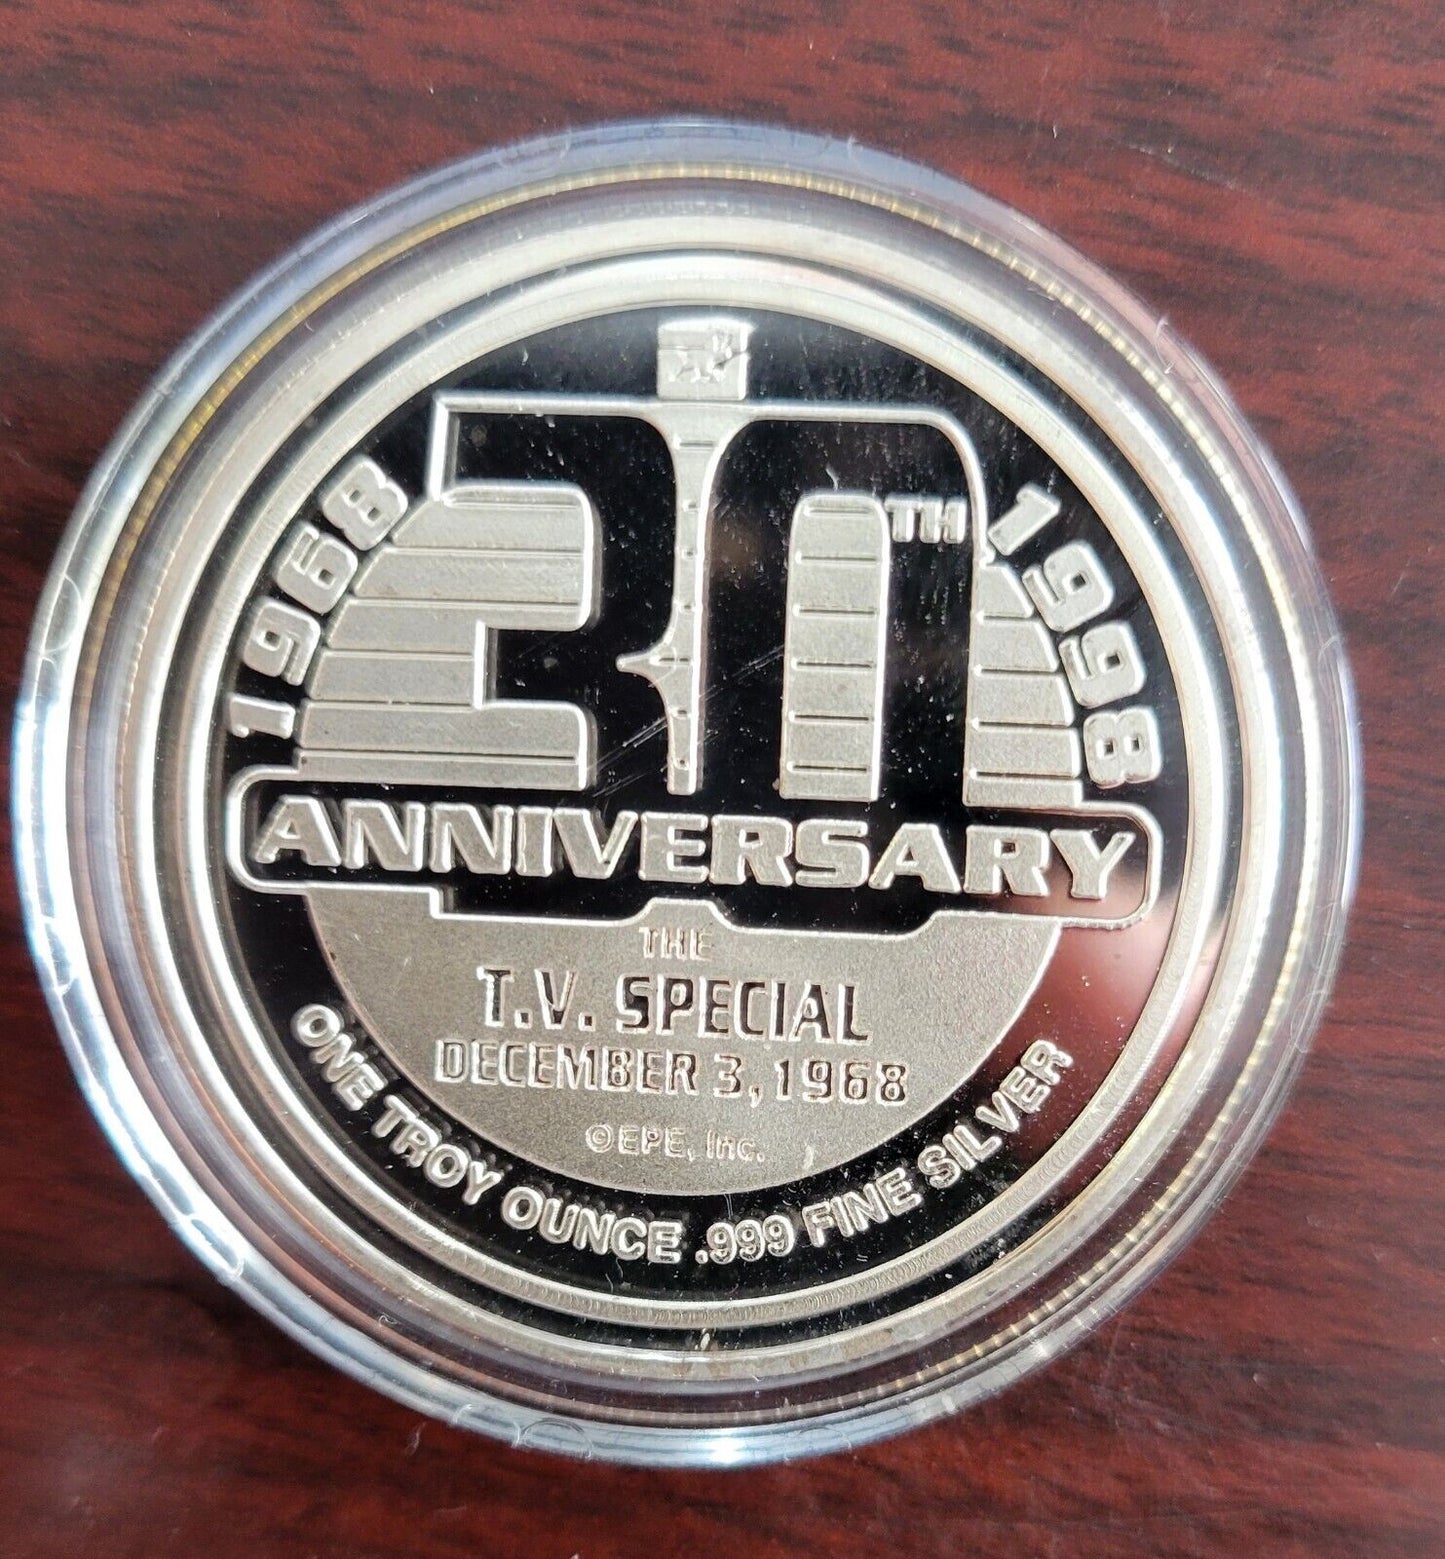 1968
30TH
1998
ANNIVERSARY
THE
T.V. SPECIAL
DECEMBER 3, 1968
©EPE, Inc.
ONE TROY OUNCE .999 FINE SILVER